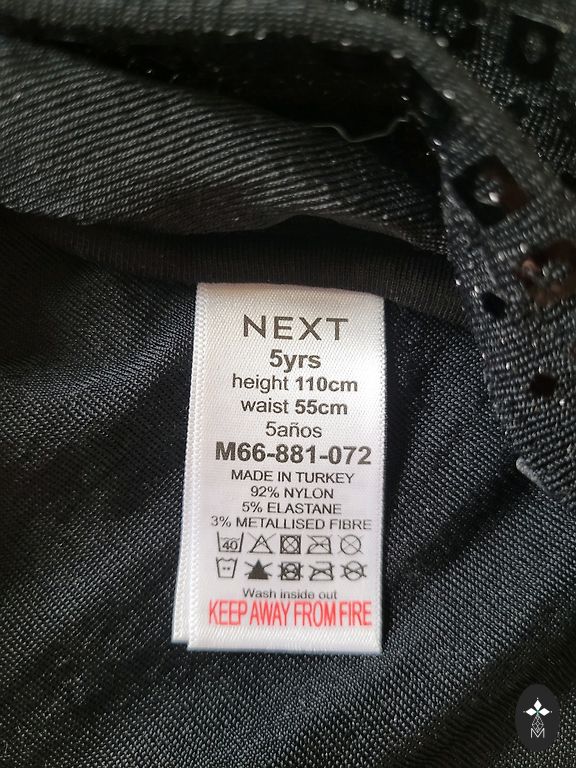 NEXT
5yrs
height 110cm
waist 55cm
5años
M66-881-072
MADE IN TURKEY
92% NYLON
5% ELASTANE
3% METALLISED FIBRE
40
Wash inside out
KEEP AWAY FROM FIRE
M